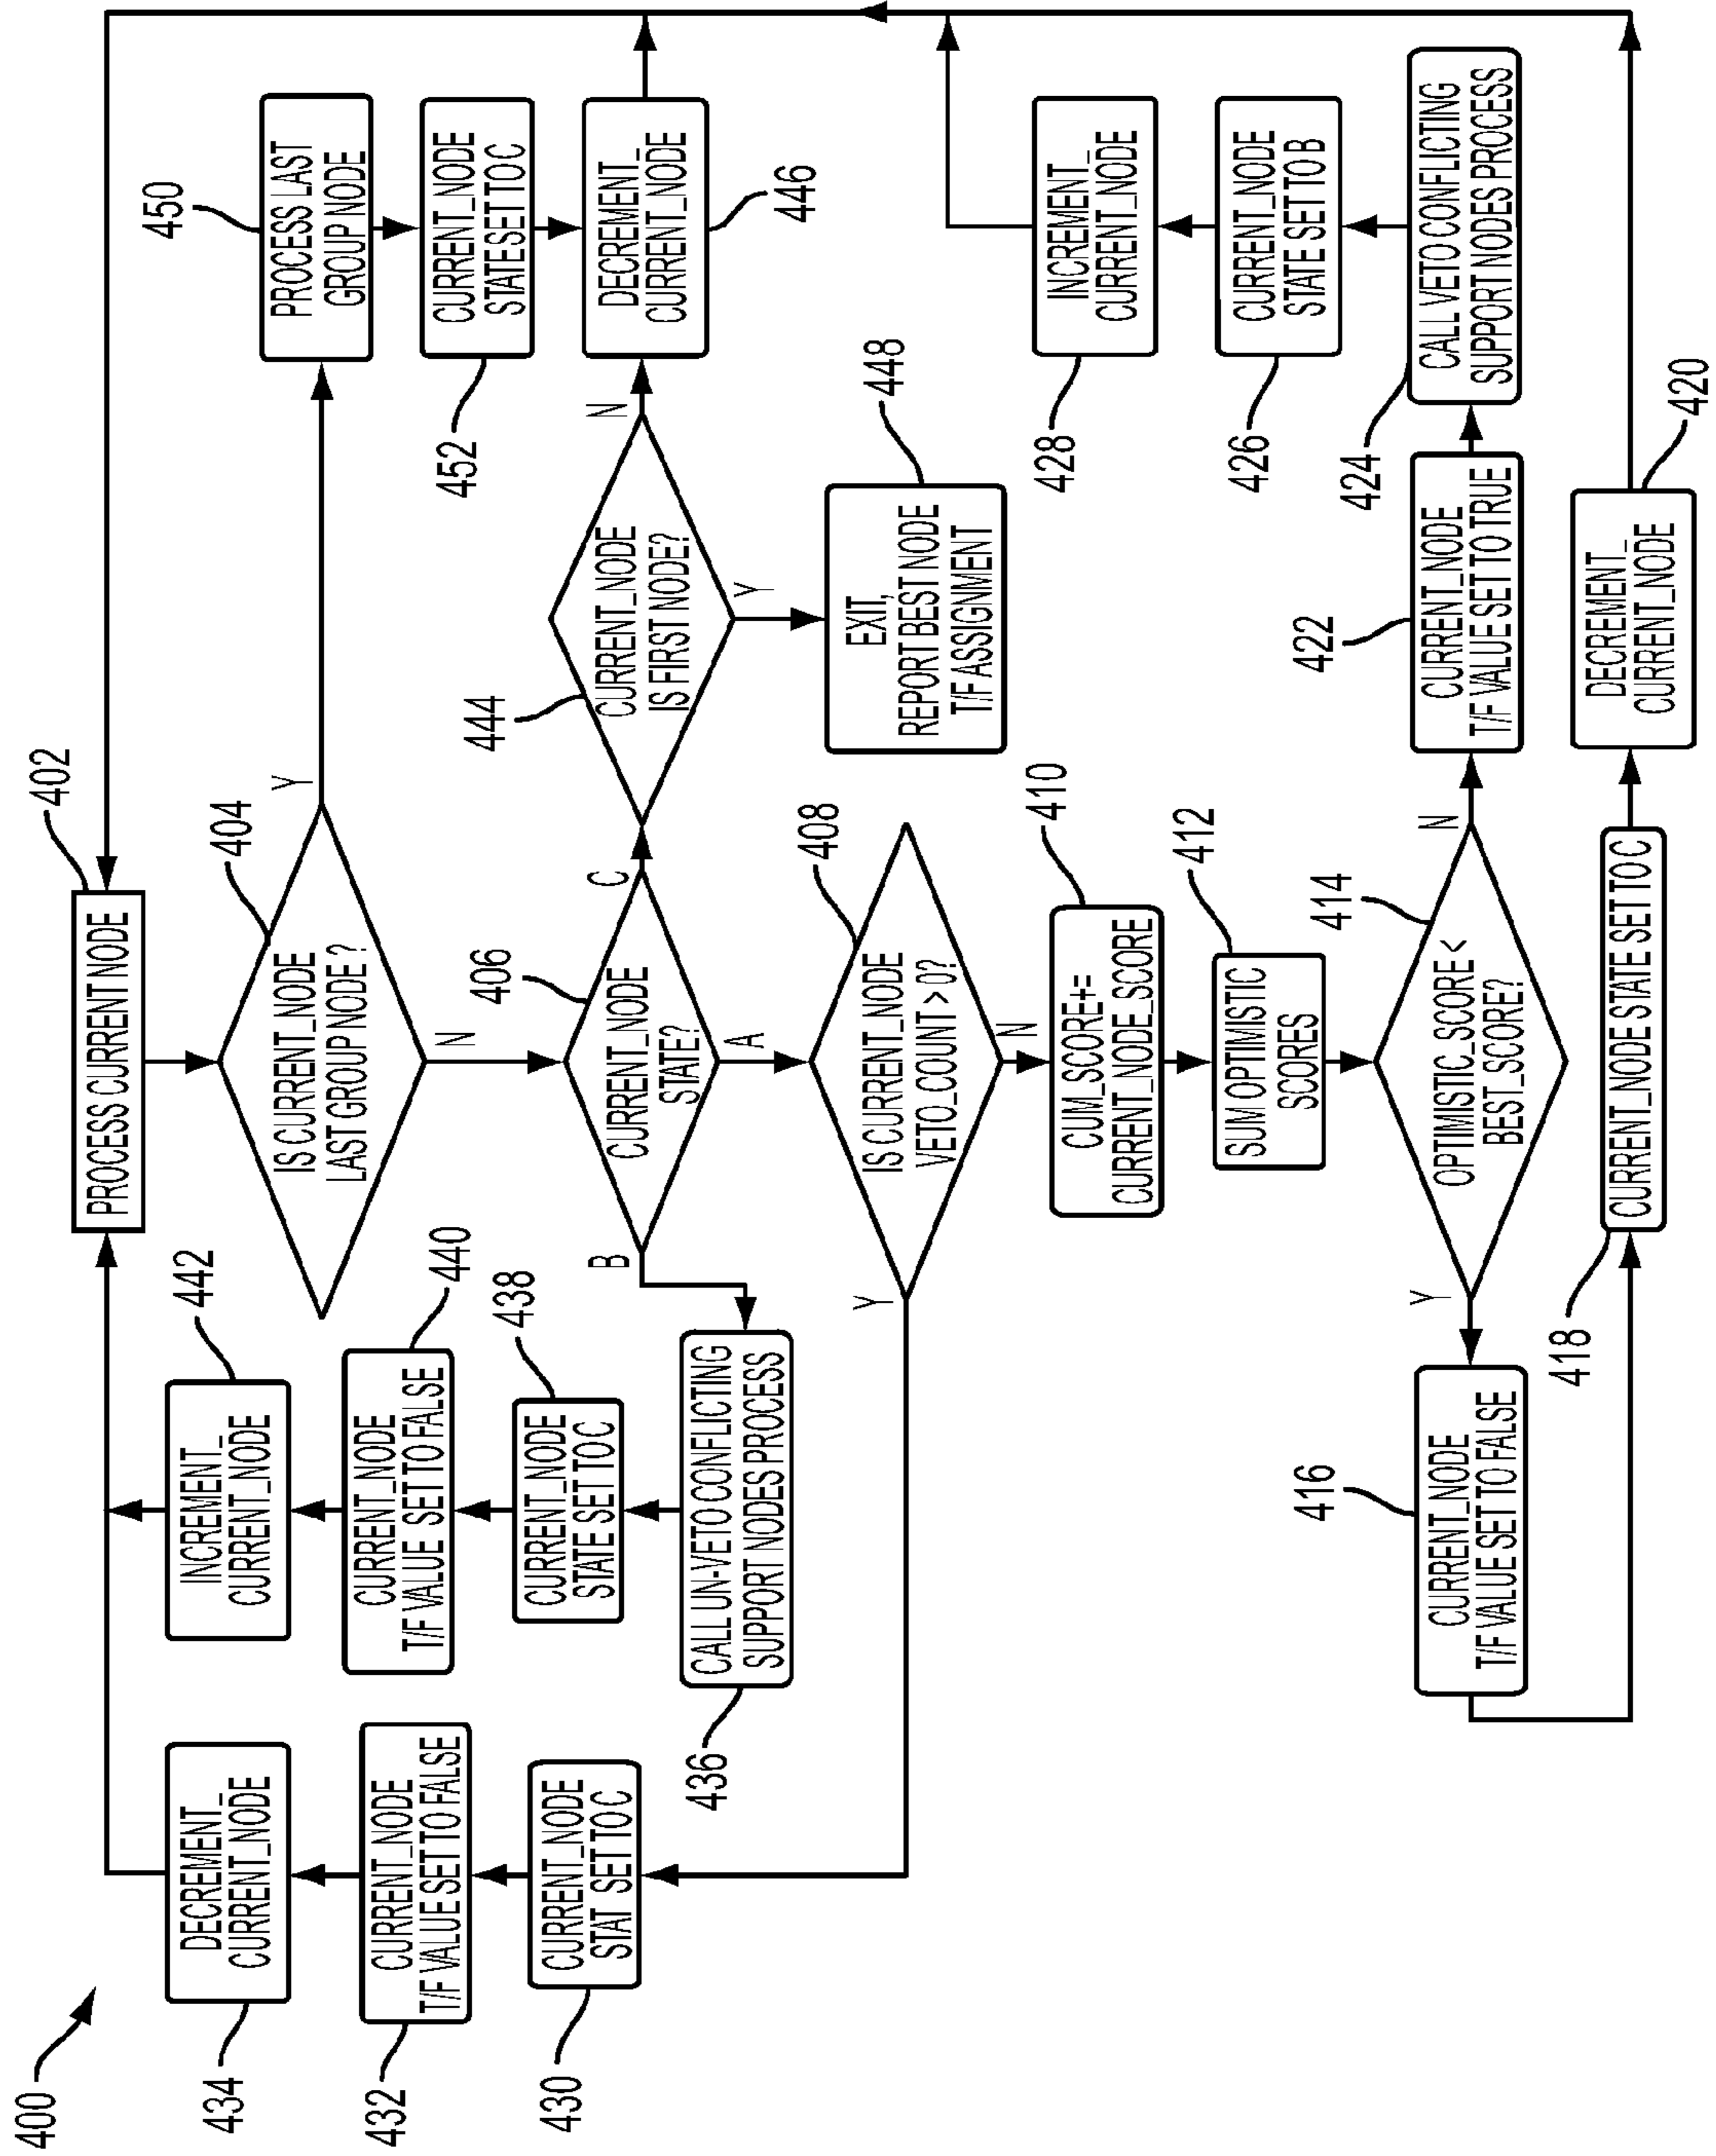 400
402
PROCESS CURRENT NODE
404
IS CURRENT_NODE
LAST GROUP NODE ?
Y
N
450
PROCESS LAST
GROUP NODE
452
CURRENT_NODE
STATE SET TO C
406
CURRENT_NODE
STATE?
A
B
C
444
CURRENT_NODE
IS FIRST NODE?
N
Y
DECREMENT_
CURRENT_NODE
446
448
EXIT,
REPORT BEST NODE
T/F ASSIGNMENT
442
INCREMENT_
CURRENT_NODE
440
CURRENT_NODE
T/F VALUE SET TO FALSE
438
CURRENT_NODE
STATE SET TO C
CALL UN-VETO CONFLICTING
SUPPORT NODES PROCESS
436
DECREMENT_
CURRENT_NODE
434
CURRENT_NODE
T/F VALUE SET TO FALSE
432
CURRENT_NODE
STAT SET TO C
430
408
IS CURRENT_NODE
VETO_COUNT > 0?
Y
N
410
CUM_SCORE+=
CURRENT_NODE_SCORE
412
SUM OPTIMISTIC
SCORES
414
OPTIMISTIC_SCORE <
BEST_SCORE?
Y
N
416
CURRENT_NODE
T/F VALUE SET TO FALSE
418
CURRENT_NODE STATE SET TO C
DECREMENT_
CURRENT_NODE
420
422
CURRENT_NODE
T/F VALUE SET TO TRUE
424
CALL VETO CONFLICTING
SUPPORT NODES PROCESS
426
CURRENT_NODE
STATE SET TO B
428
INCREMENT_
CURRENT_NODE